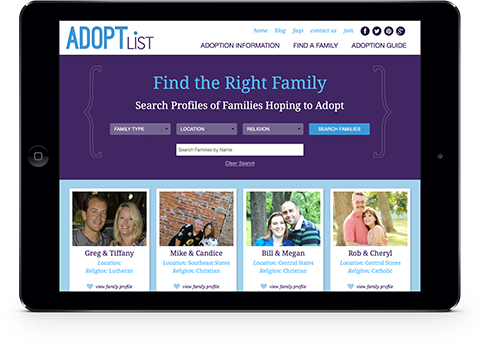 ADOPTLiST
home blog faqs contact us join
ADOPTION INFORMATION FIND A FAMILY ADOPTION GUIDE
Find the Right Family
Search Profiles of Families Hoping to Adopt
FAMILY TYPE LOCATION RELIGION SEARCH FAMILIES
Search Families by Name
Clear Search
Greg & Tiffany Mike & Candice Bill & Megan Rob & Cheryl
Location: Location: Southeast States Location: Central States Location: Central States
Religion: Lutheran Religion: Christian Religion: Christian Religion: Catholic
view family profile view family profile view family profile view family profile